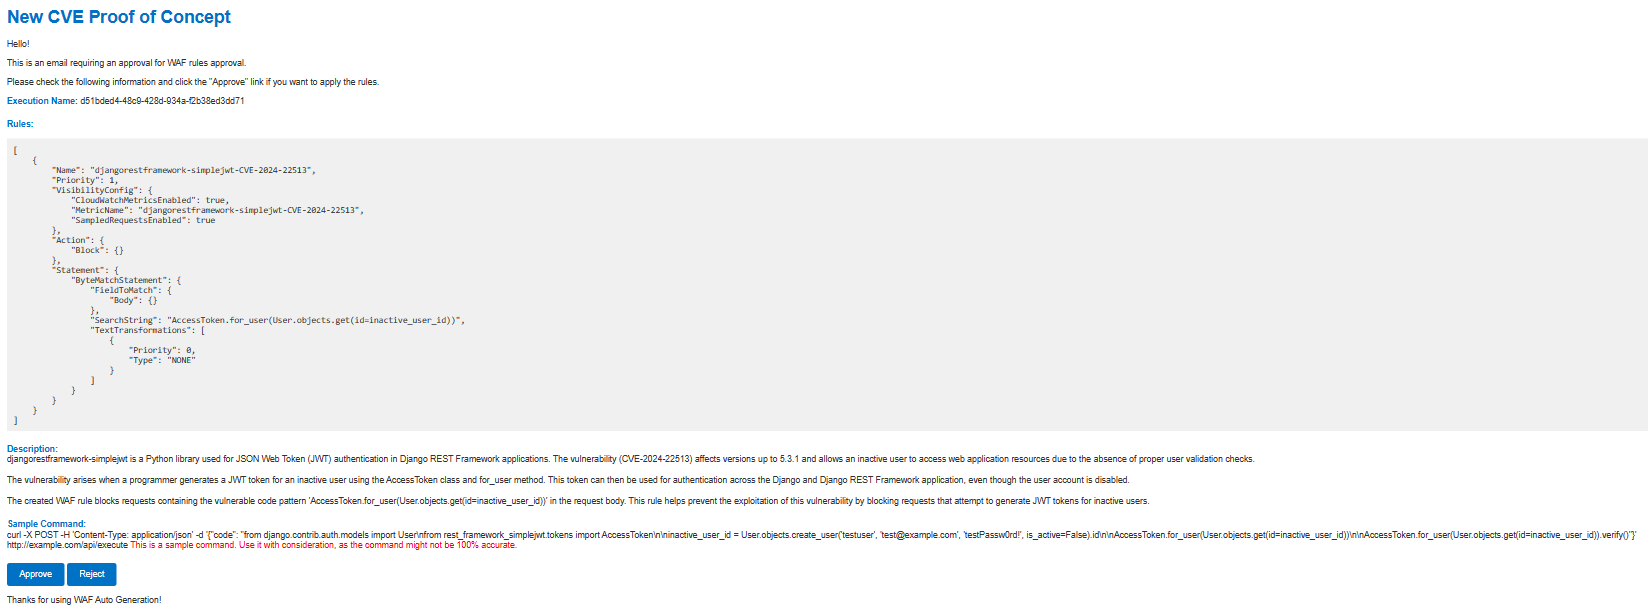 New CVE Proof of Concept
Hello!
This is an email requiring an approval for WAF rules approval.
Please check the following information and click the "Approve" link if you want to apply the rules.
Execution Name: d51bded4-48c9-428d-934a-f2b38ed3dd71
Rules:
[
    {
        "Name": "djangorestframework-simplejwt-CVE-2024-22513",
        "Priority": 1,
        "VisibilityConfig": {
            "CloudWatchMetricsEnabled": true,
            "MetricName": "djangorestframework-simplejwt-CVE-2024-22513",
            "SampledRequestsEnabled": true
        },
        "Action": {
            "Block": {}
        },
        "Statement": {
            "ByteMatchStatement": {
                "FieldToMatch": {
                    "Body": {}
                },
                "SearchString": "AccessToken.for_user(User.objects.get(id=inactive_user_id))",
                "TextTransformations": [
                    {
                        "Priority": 0,
                        "Type": "NONE"
                    }
                ]
            }
        }
    }
]
Description:
djangorestframework-simplejwt is a Python library used for JSON Web Token (JWT) authentication in Django REST Framework applications. The vulnerability (CVE-2024-22513) affects versions up to 5.3.1 and allows an inactive user to access web application resources due to the absence of proper user validation checks.
The vulnerability arises when a programmer generates a JWT token for an inactive user using the AccessToken class and for_user method. This token can then be used for authentication across the Django and Django REST Framework application, even though the user account is disabled.
The created WAF rule blocks requests containing the vulnerable code pattern 'AccessToken.for_user(User.objects.get(id=inactive_user_id))' in the request body. This rule helps prevent the exploitation of this vulnerability by blocking requests that attempt to generate JWT tokens for inactive users.
Sample Command:
curl -X POST -H 'Content-Type: application/json' -d '{"code": "from django.contrib.auth.models import User\nfrom rest_framework_simplejwt.tokens import AccessToken\n\ninactive_user_id = User.objects.create_user('testuser', 'test@example.com', 'testPassw0rd!', is_active=False).id\n\nAccessToken.for_user(User.objects.get(id=inactive_user_id))\n\nAccessToken.for_user(User.objects.get(id=inactive_user_id)).verify()"}'
http://example.com/api/execute This is a sample command. Use it with consideration, as the command might not be 100% accurate.
Approve Reject
Thanks for using WAF Auto Generation!